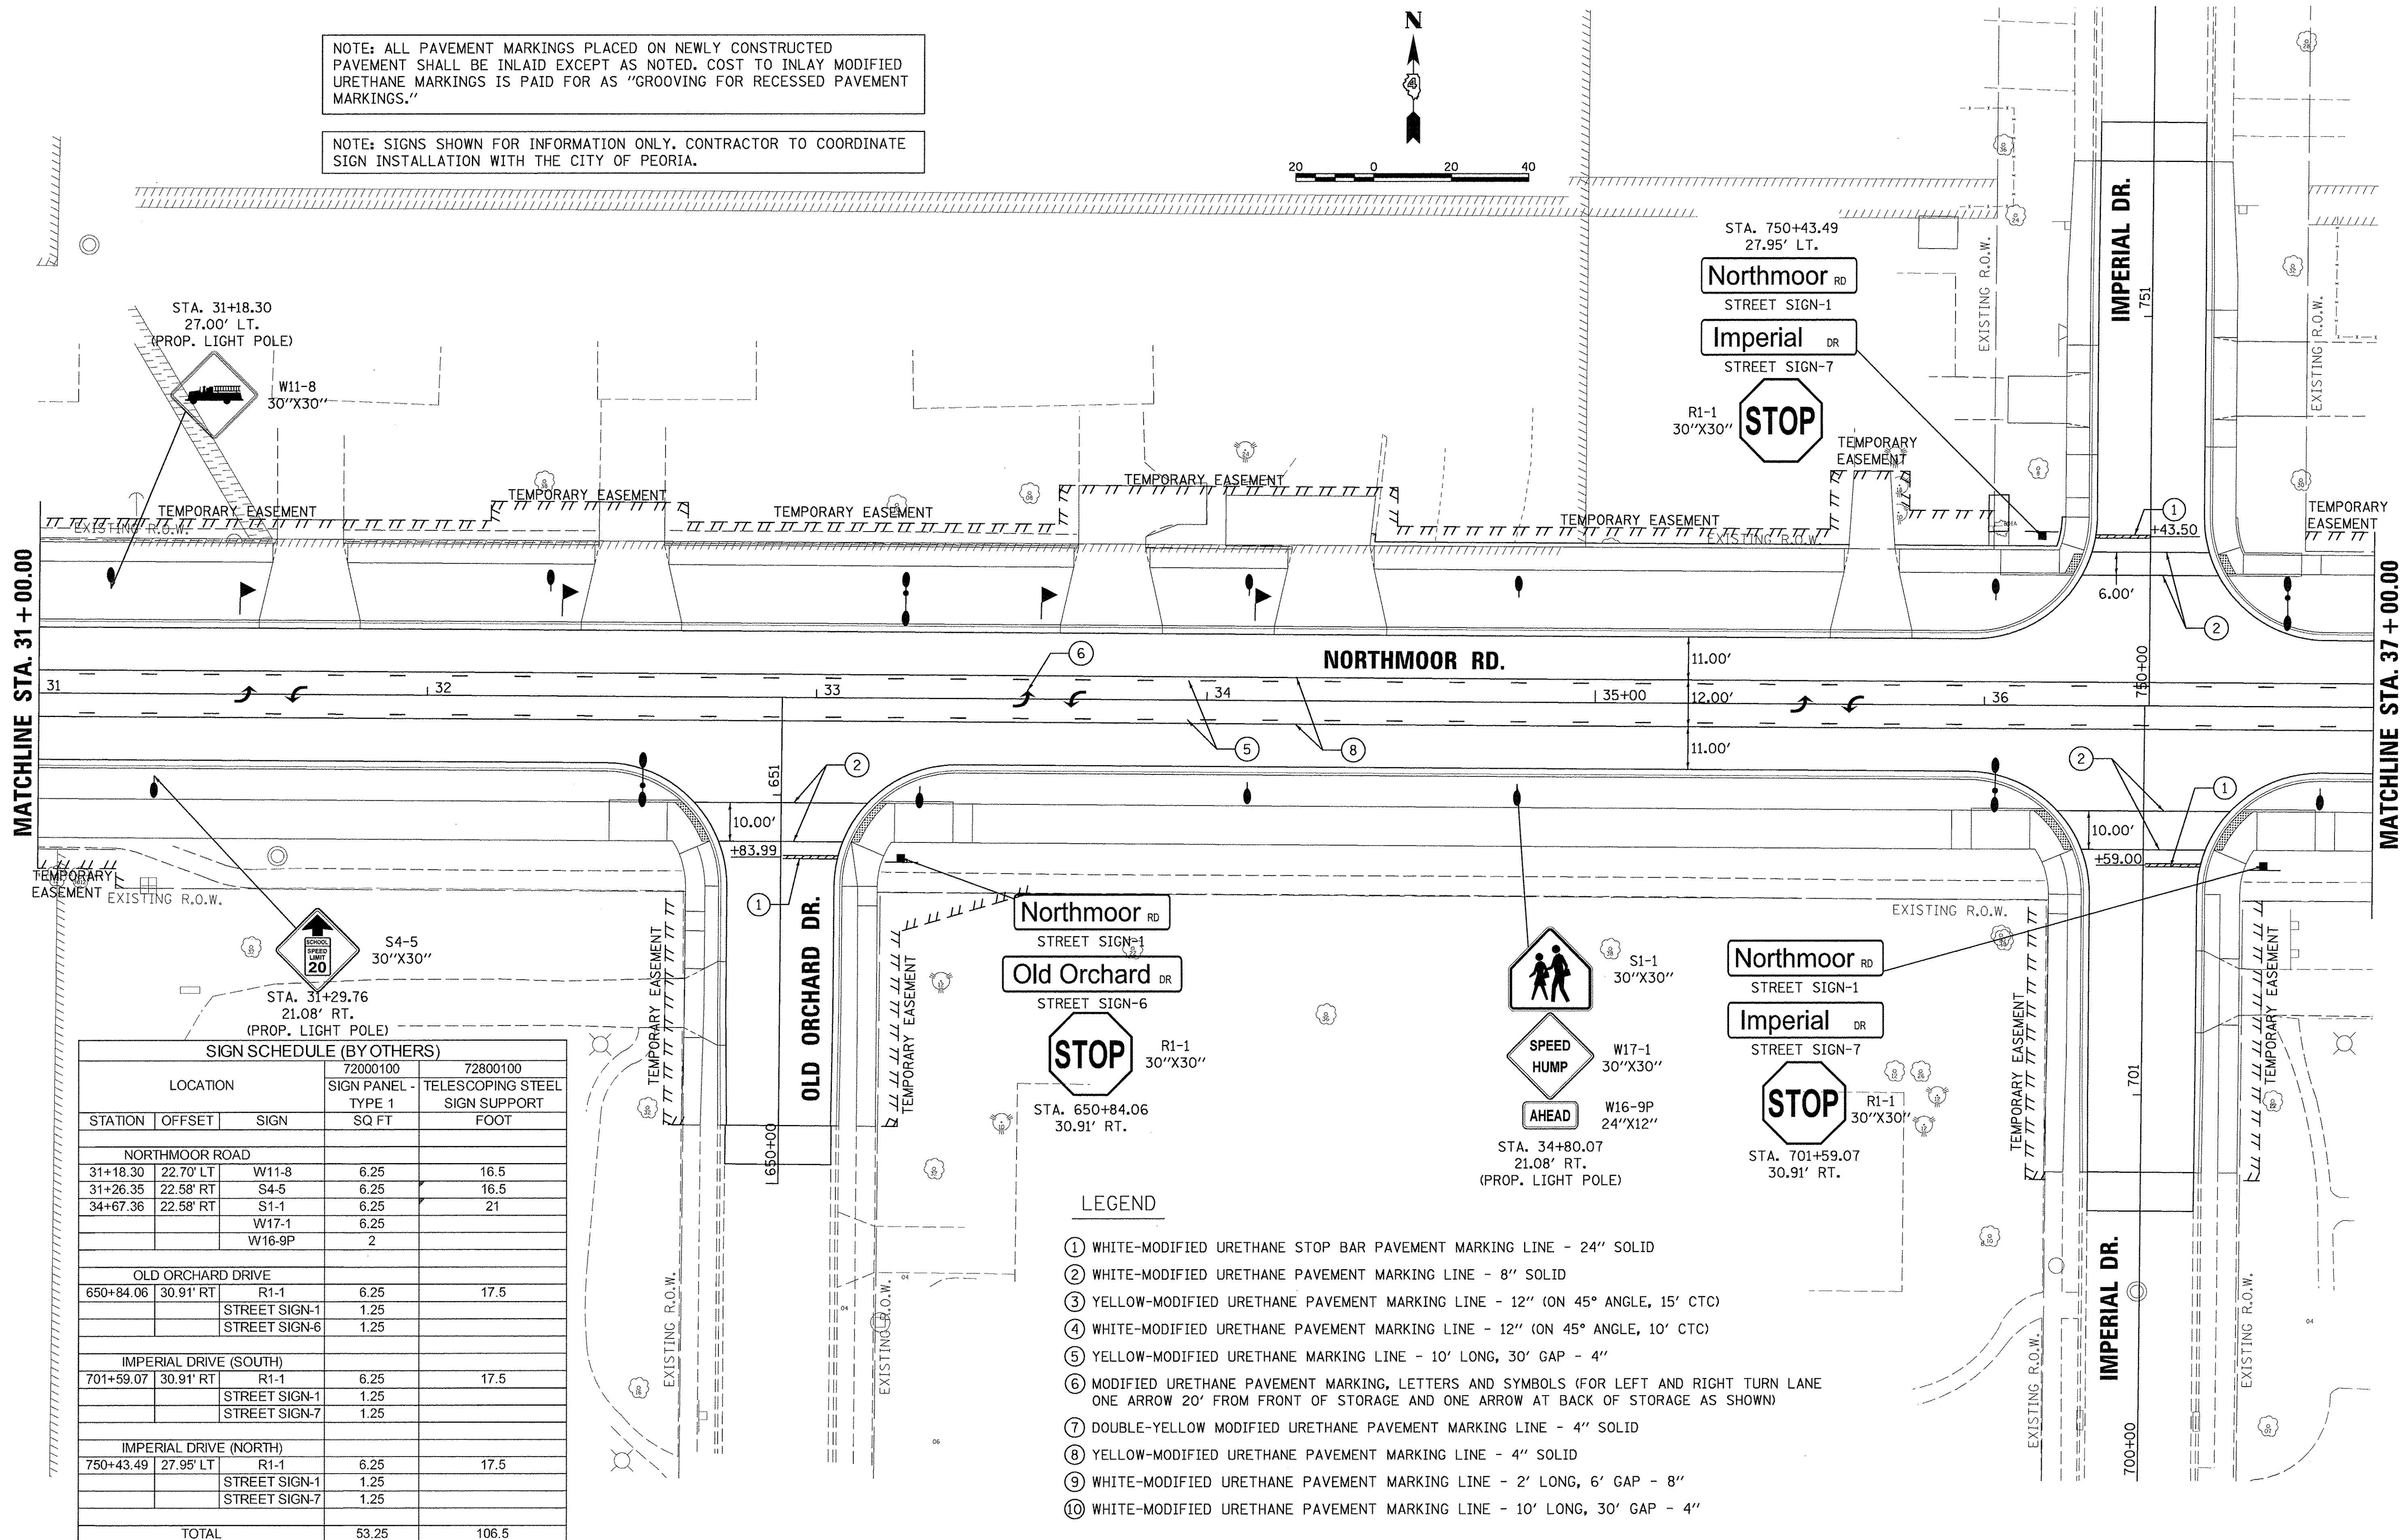 NOTE: ALL PAVEMENT MARKINGS PLACED ON NEWLY CONSTRUCTED
PAVEMENT SHALL BE INLAID EXCEPT AS NOTED. COST TO INLAY MODIFIED
URETHANE MARKINGS IS PAID FOR AS "GROOVING FOR RECESSED PAVEMENT
MARKINGS."
NOTE: SIGNS SHOWN FOR INFORMATION ONLY. CONTRACTOR TO COORDINATE
SIGN INSTALLATION WITH THE CITY OF PEORIA.
N
4
20 0 20 40
STA. 31+18.30
27.00' LT.
(PROP. LIGHT POLE)
W11-8
30"X30"
STA. 750+43.49
27.95' LT.
Northmoor RD
STREET SIGN-1
Imperial DR
STREET SIGN-7
R1-1
30"X30"
STOP
IMPERIAL DR.
751
EXISTING R.O.W.
EXISTING R.O.W.
EXISTING R.O.W.
TEMPORARY EASEMENT
TEMPORARY EASEMENT
TEMPORARY EASEMENT
TEMPORARY EASEMENT
TEMPORARY EASEMENT
EXISTING R.O.W.
TEMPORARY
EASEMENT
TEMPORARY
EASEMENT
1
+43.50
6.00'
2
MATCHLINE STA. 31 + 00.00
MATCHLINE STA. 37 + 00.00
NORTHMOOR RD.
6
11.00'
12.00'
11.00'
31 32 33 34 35+00 36
750+00
5
8
651
2
10.00'
+83.99
1
2
1
10.00'
+59.00
TEMPORARY
EASEMENT
EXISTING R.O.W.
EXISTING R.O.W.
SCHOOL
SPEED
LIMIT
20
S4-5
30"X30"
STA. 31+29.76
21.08' RT.
(PROP. LIGHT POLE)
TEMPORARY EASEMENT
OLD ORCHARD DR.
TEMPORARY EASEMENT
650+00
EXISTING R.O.W.
EXISTING R.O.W.
Northmoor RD
STREET SIGN-1
Old Orchard DR
STREET SIGN-6
STOP
R1-1
30"X30"
STA. 650+84.06
30.91' RT.
S1-1
30"X30"
SPEED
HUMP
W17-1
30"X30"
AHEAD
W16-9P
24"X12"
STA. 34+80.07
21.08' RT.
(PROP. LIGHT POLE)
Northmoor RD
STREET SIGN-1
Imperial DR
STREET SIGN-7
STOP
R1-1
30"X30"
STA. 701+59.07
30.91' RT.
TEMPORARY EASEMENT
TEMPORARY EASEMENT
701
IMPERIAL DR.
700+00
EXISTING R.O.W.
EXISTING R.O.W.
SIGN SCHEDULE (BY OTHERS)
LOCATION 72000100 72800100
SIGN PANEL - TELESCOPING STEEL
TYPE 1 SIGN SUPPORT
STATION OFFSET SIGN SQ FT FOOT
NORTHMOOR ROAD
31+18.30 22.70' LT W11-8 6.25 16.5
31+26.35 22.58' RT S4-5 6.25 16.5
34+67.36 22.58' RT S1-1 6.25 21
W17-1 6.25
W16-9P 2
OLD ORCHARD DRIVE
650+84.06 30.91' RT R1-1 6.25 17.5
STREET SIGN-1 1.25
STREET SIGN-6 1.25
IMPERIAL DRIVE (SOUTH)
701+59.07 30.91' RT R1-1 6.25 17.5
STREET SIGN-1 1.25
STREET SIGN-7 1.25
IMPERIAL DRIVE (NORTH)
750+43.49 27.95' LT R1-1 6.25 17.5
STREET SIGN-1 1.25
STREET SIGN-7 1.25
TOTAL 53.25 106.5
LEGEND
1 WHITE-MODIFIED URETHANE STOP BAR PAVEMENT MARKING LINE - 24" SOLID
2 WHITE-MODIFIED URETHANE PAVEMENT MARKING LINE - 8" SOLID
3 YELLOW-MODIFIED URETHANE PAVEMENT MARKING LINE - 12" (ON 45° ANGLE, 15' CTC)
4 WHITE-MODIFIED URETHANE PAVEMENT MARKING LINE - 12" (ON 45° ANGLE, 10' CTC)
5 YELLOW-MODIFIED URETHANE MARKING LINE - 10' LONG, 30' GAP - 4"
6 MODIFIED URETHANE PAVEMENT MARKING, LETTERS AND SYMBOLS (FOR LEFT AND RIGHT TURN LANE
ONE ARROW 20' FROM FRONT OF STORAGE AND ONE ARROW AT BACK OF STORAGE AS SHOWN)
7 DOUBLE-YELLOW MODIFIED URETHANE PAVEMENT MARKING LINE - 4" SOLID
8 YELLOW-MODIFIED URETHANE PAVEMENT MARKING LINE - 4" SOLID
9 WHITE-MODIFIED URETHANE PAVEMENT MARKING LINE - 2' LONG, 6' GAP - 8"
10 WHITE-MODIFIED URETHANE PAVEMENT MARKING LINE - 10' LONG, 30' GAP - 4"